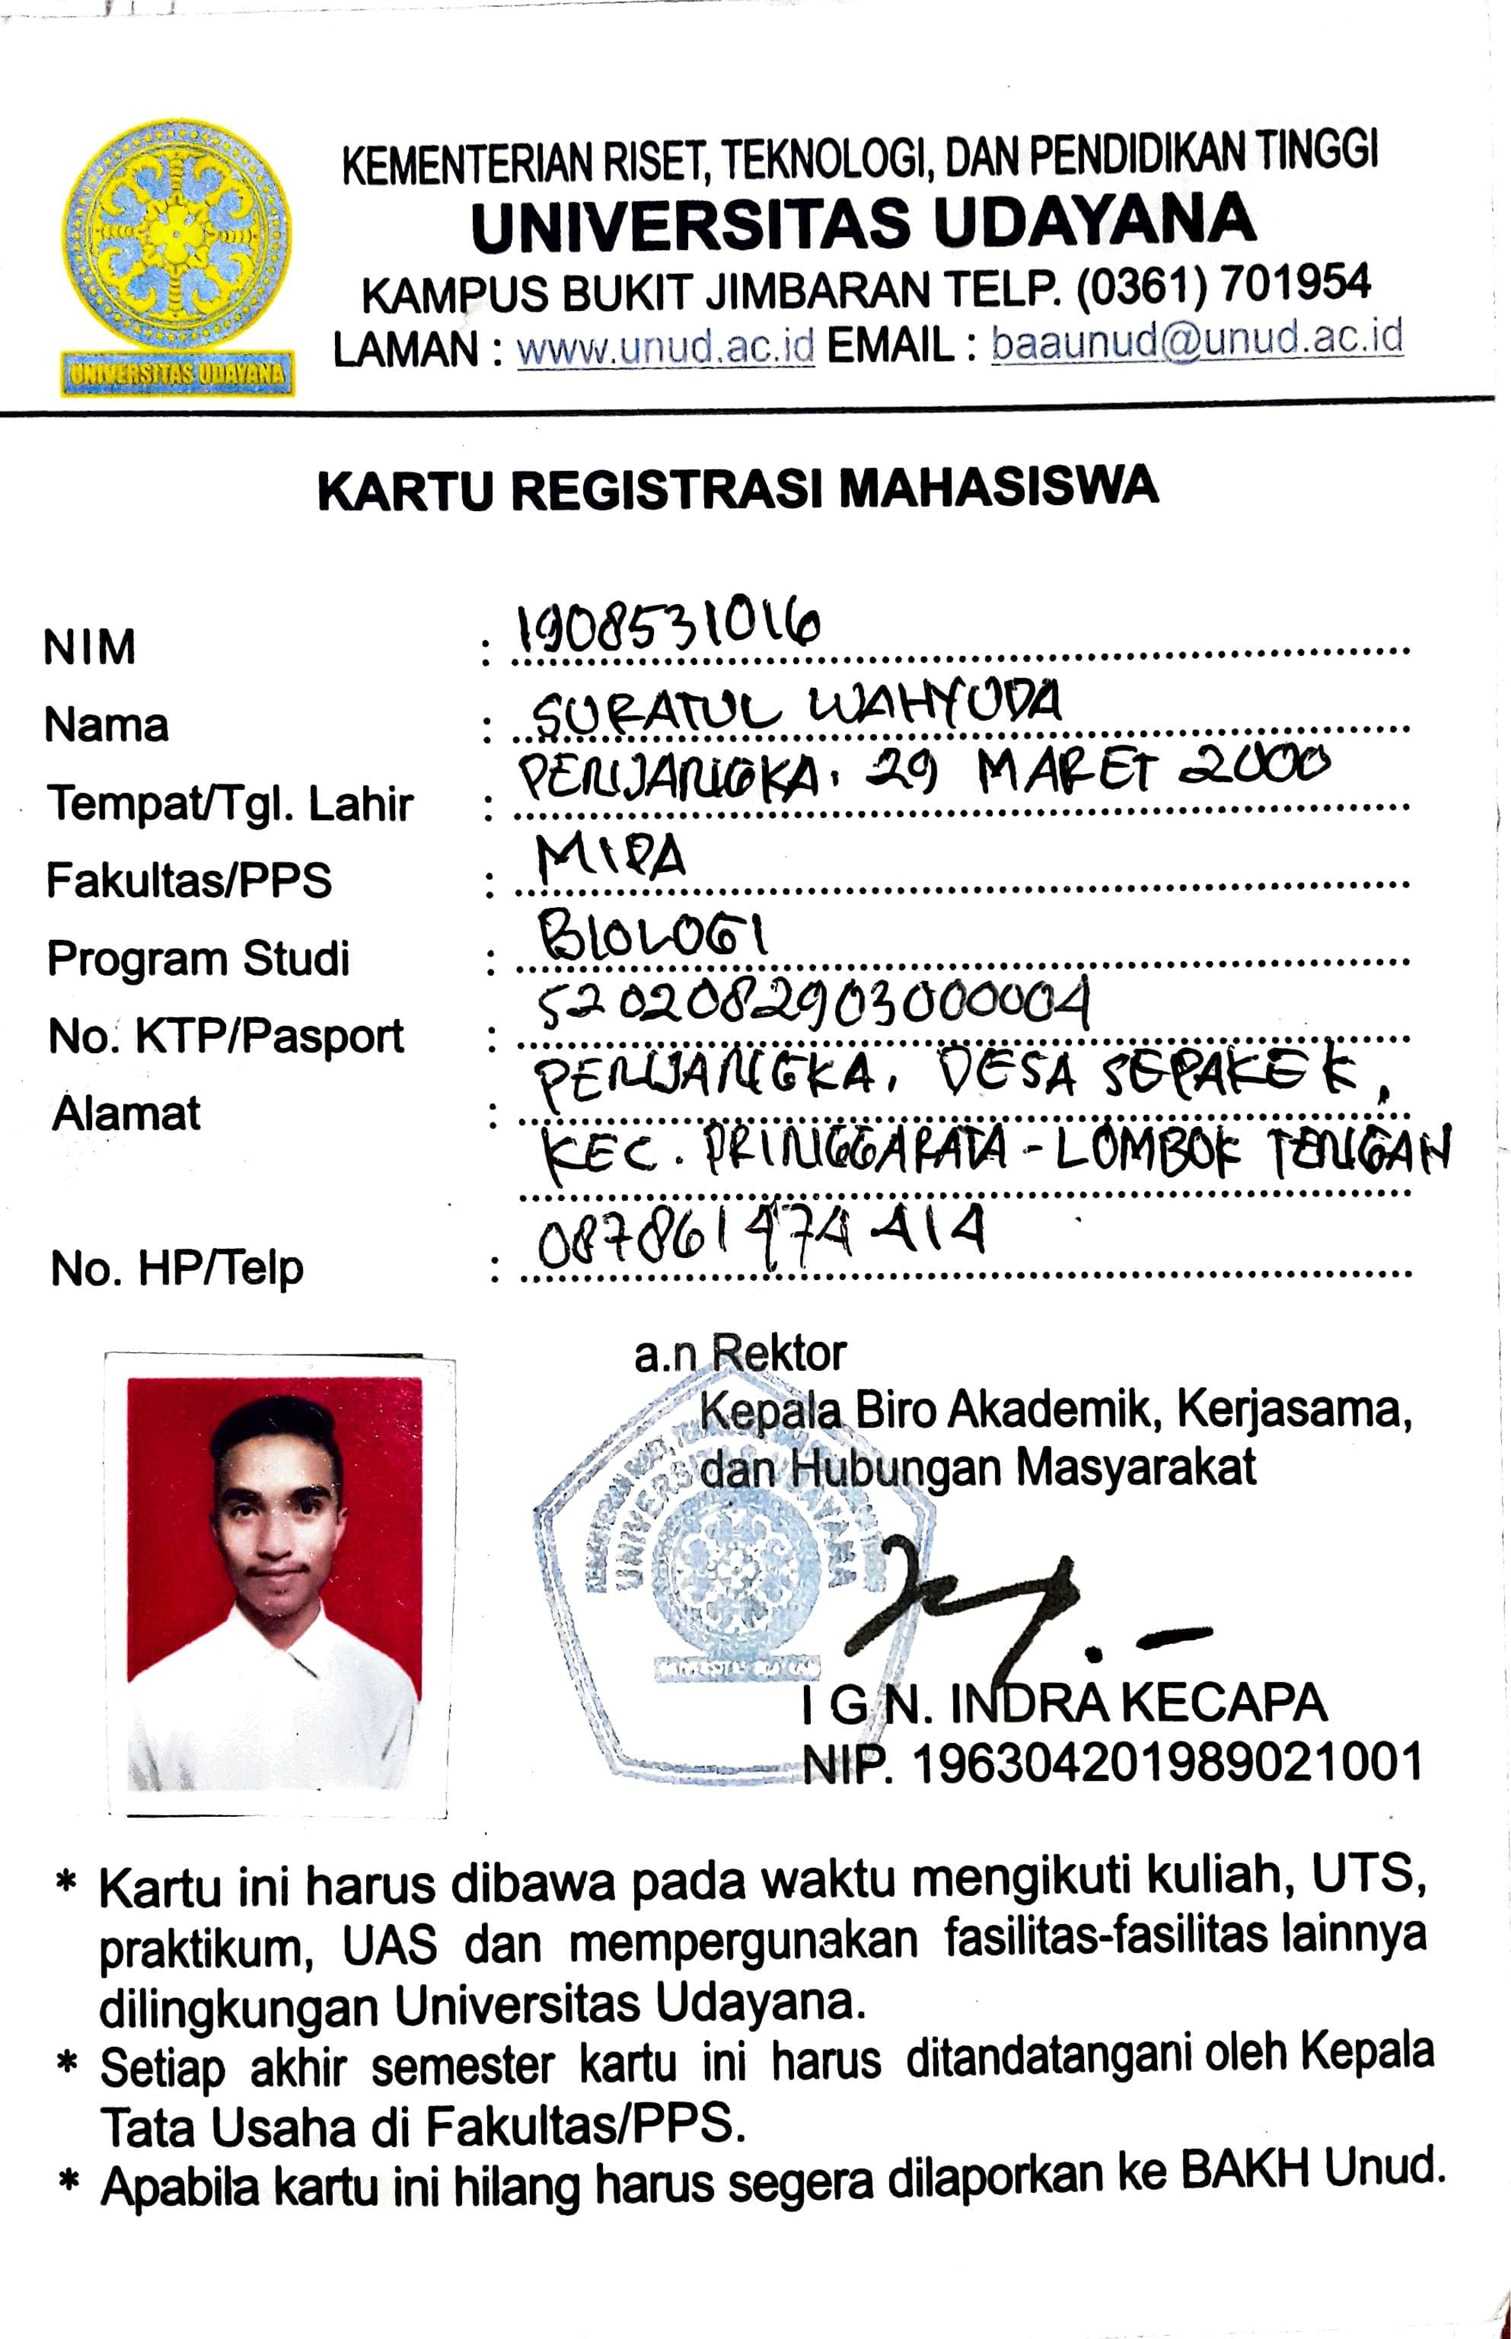 KEMENTERIAN RISET, TEKNOLOGI, DAN PENDIDIKAN TINGGI
UNIVERSITAS UDAYANA
KAMPUS BUKIT JIMBARAN TELP. (0361) 701954
LAMAN : www.unud.ac.id EMAIL : baaunud@unud.ac.id
UNIVERSITAS UDAYANA
KARTU REGISTRASI MAHASISWA
NIM : 1908531016
Nama : SURATUL WAHYUDA
Tempat/Tgl. Lahir : PENJANGKA, 29 MARET 2000
Fakultas/PPS : MIPA
Program Studi : BIOLOGI
No. KTP/Pasport : 5202082903000004
Alamat : PENJANGKA, DESA SEPAKEK,
KEC. PRINGGARATA - LOMBOK TENGAH
No. HP/Telp : 087861474414
a.n Rektor
Kepala Biro Akademik, Kerjasama,
dan Hubungan Masyarakat
UNIVERSITAS UDAYANA
I G N. INDRA KECAPA
NIP. 196304201989021001
* Kartu ini harus dibawa pada waktu mengikuti kuliah, UTS,
praktikum, UAS dan mempergunakan fasilitas-fasilitas lainnya
dilingkungan Universitas Udayana.
* Setiap akhir semester kartu ini harus ditandatangani oleh Kepala
Tata Usaha di Fakultas/PPS.
* Apabila kartu ini hilang harus segera dilaporkan ke BAKH Unud.